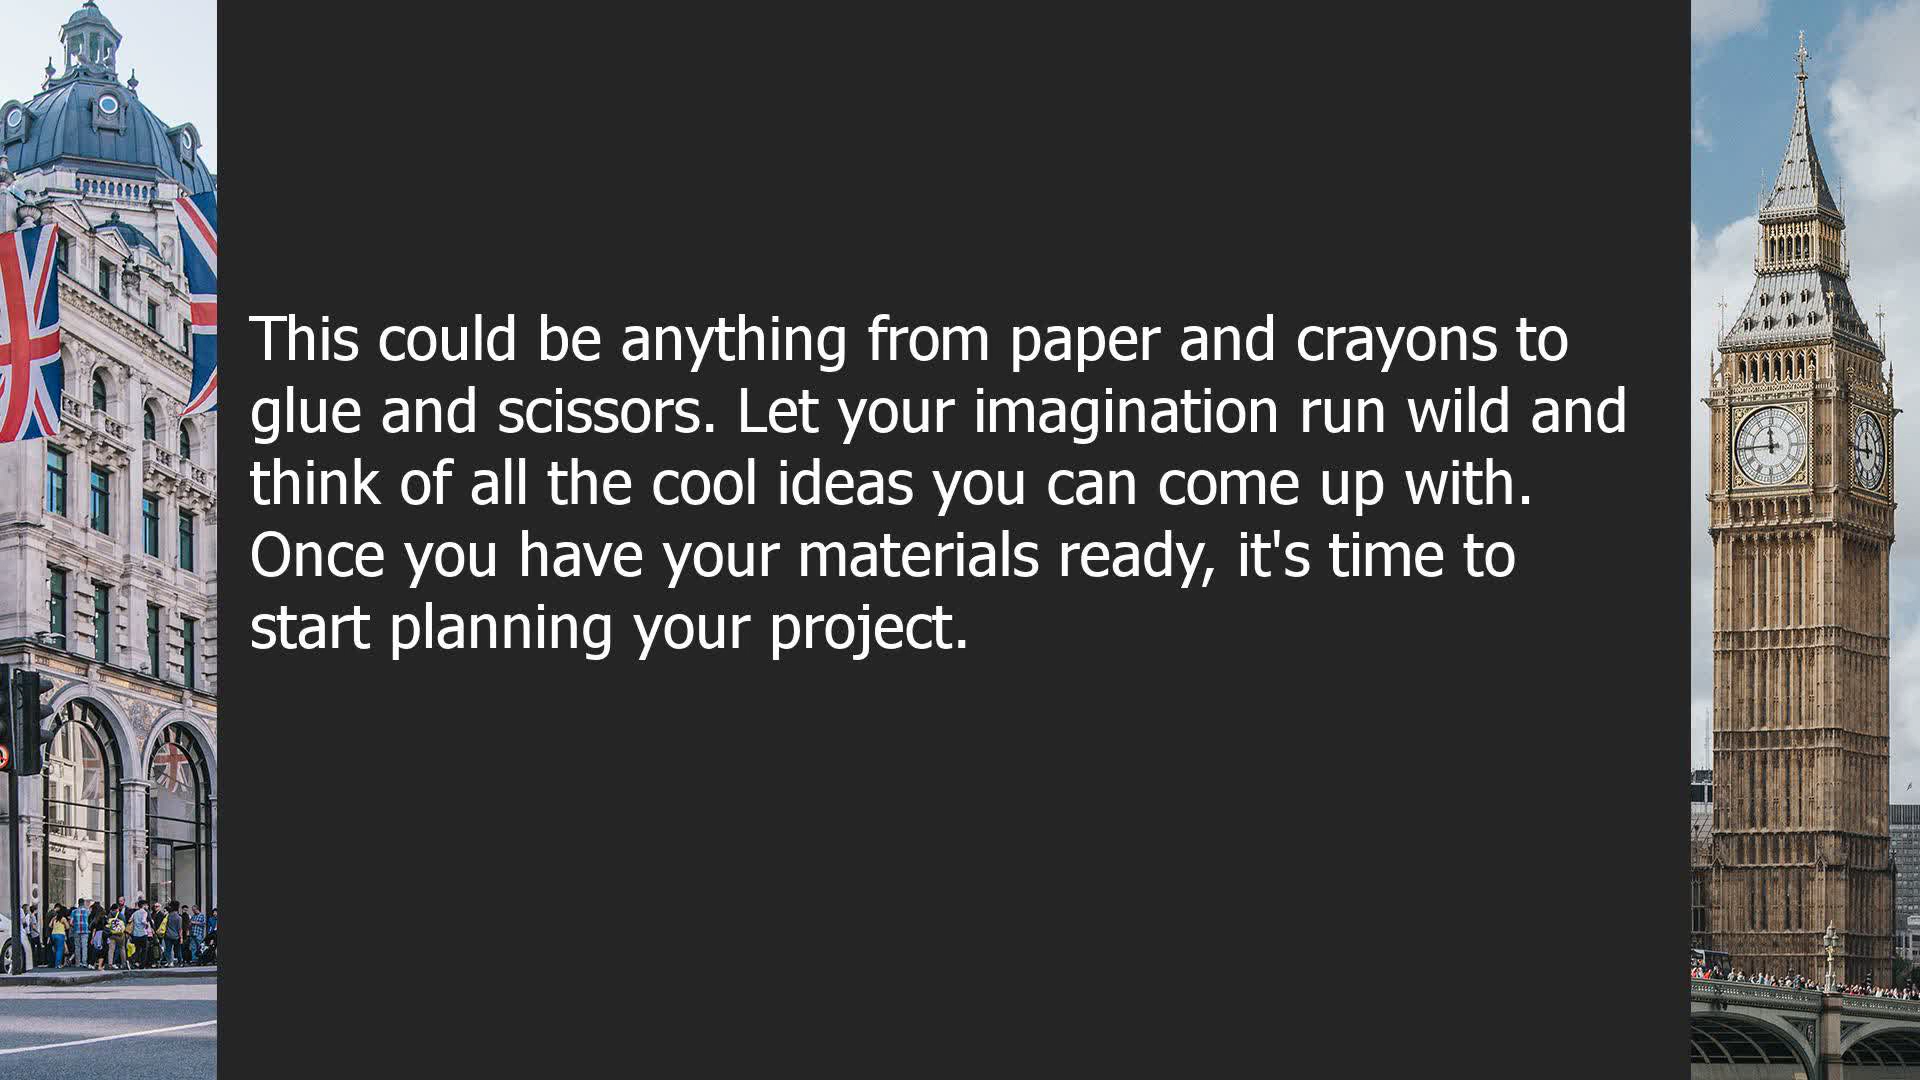 This could be anything from paper and crayons to
glue and scissors. Let your imagination run wild and
think of all the cool ideas you can come up with.
Once you have your materials ready, it's time to
start planning your project.